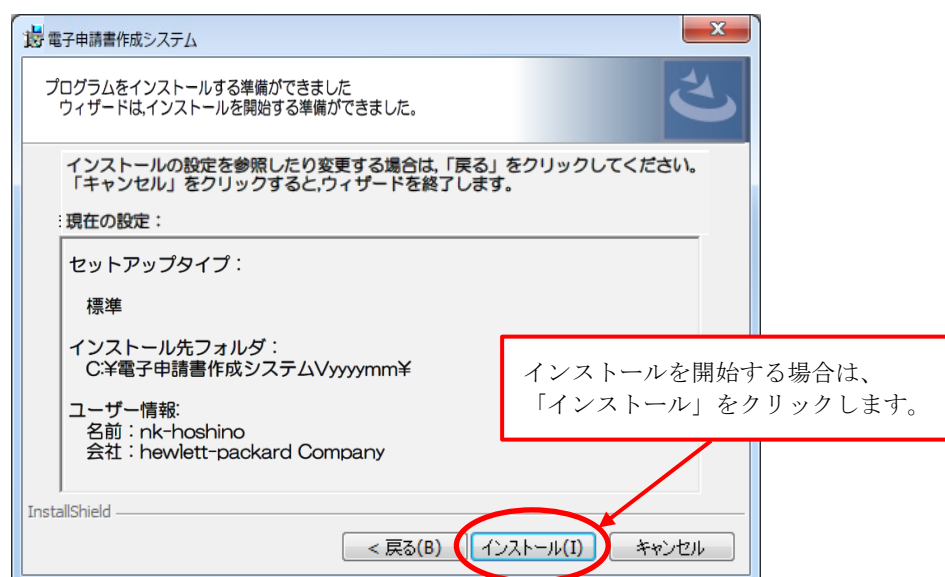 電子申請書作成システム
プログラムをインストールする準備ができました
ウィザードは,インストールを開始する準備ができました。
インストールの設定を参照したり変更する場合は,「戻る」をクリックしてください。
「キャンセル」をクリックすると,ウィザードを終了します。
現在の設定：
セットアップタイプ：
標準
インストール先フォルダ：
C:¥電子申請書作成システムVyyyymm¥
ユーザー情報:
名前：nk-hoshino
会社：hewlett-packard Company
インストールを開始する場合は、
「インストール」をクリックします。
InstallShield
< 戻る(B)
インストール(I)
キャンセル